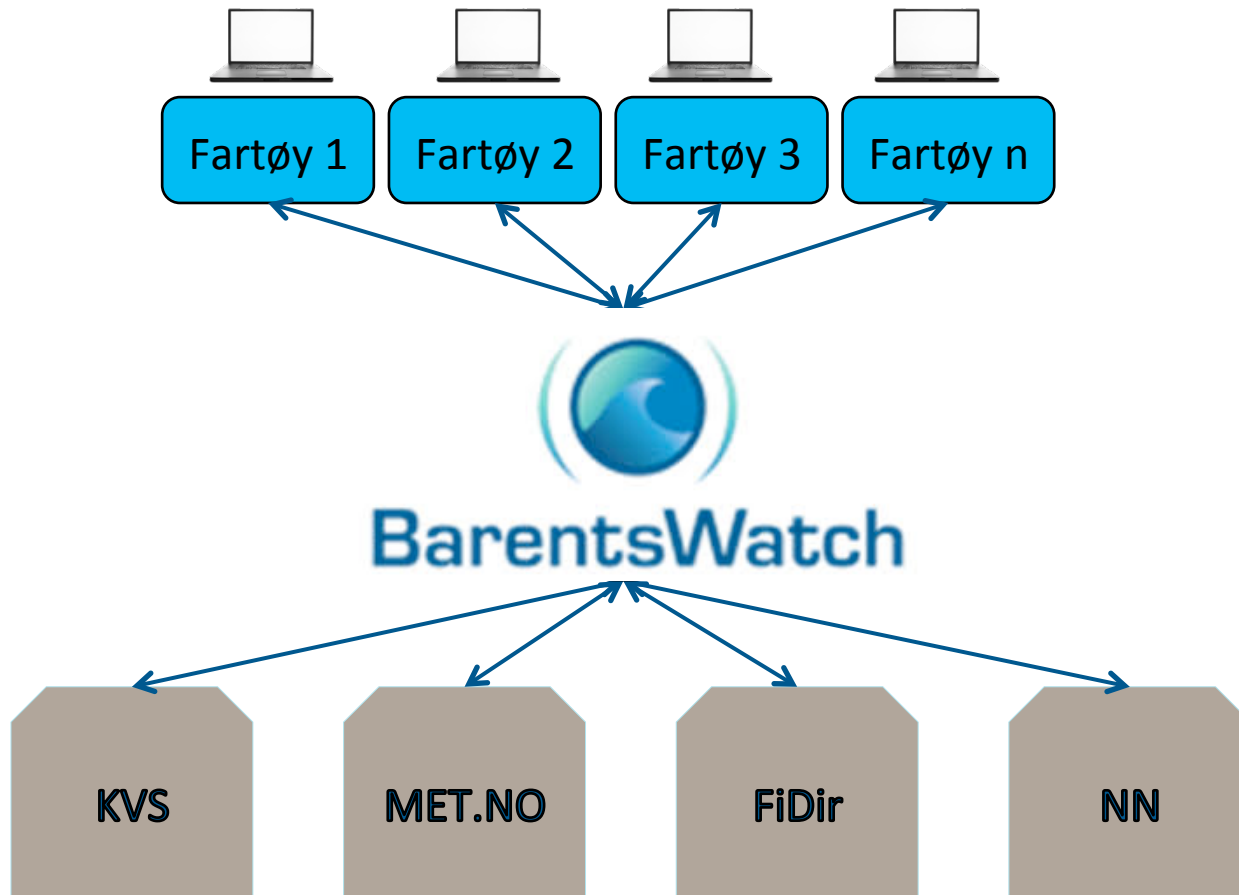 Fartøy 1
Fartøy 2
Fartøy 3
Fartøy n
BarentsWatch
KVS
MET.NO
FiDir
NN